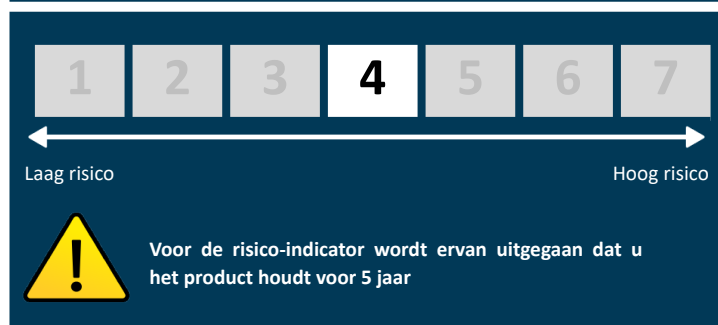 1 2 3 4 5 6 7
Laag risico Hoog risico
!
Voor de risico-indicator wordt ervan uitgegaan dat u
het product houdt voor 5 jaar